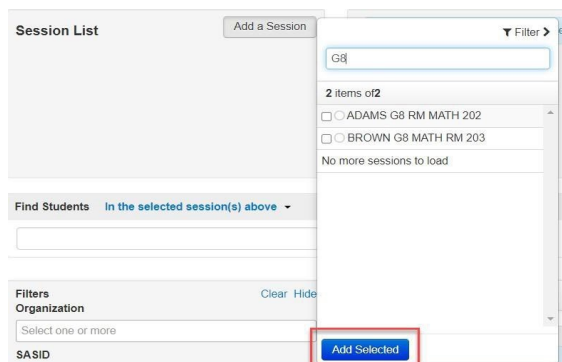 Session List
Add a Session
Filter
G8
2 items of2
ADAMS G8 RM MATH 202
BROWN G8 MATH RM 203
No more sessions to load
Find Students In the selected session(s) above
Filters
Clear Hide
Organization
Select one or more
SASID
Add Selected